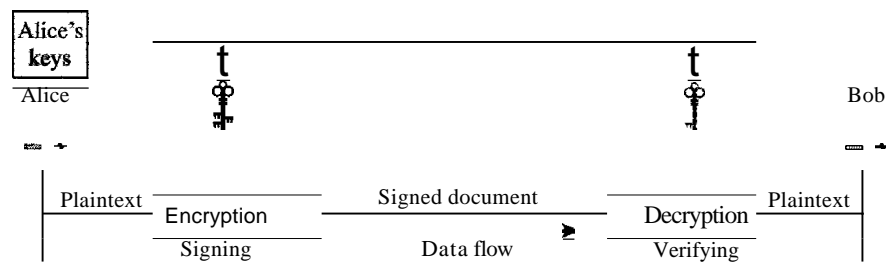 Alice's
keys
Alice
Bob
Plaintext
Signed document
Plaintext
Encryption
Decryption
Signing
Data flow
Verifying